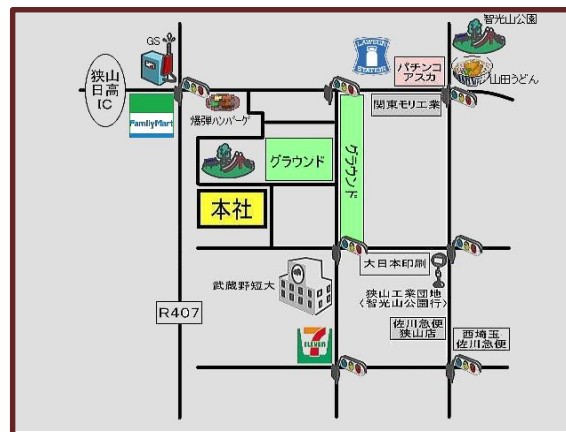 智光山公園
GS
LAWSON
STATION
パチンコ
アスカ
山田うどん
狭山
日高
IC
FamilyMart
爆弾ハンバーグ
関東モリ工業
グラウンド
グラウンド
本社
大日本印刷
武蔵野短大
狭山工業団地
(智光山公園行)
R407
佐川急便
狭山店
西埼玉
佐川急便
7
ELEVEN